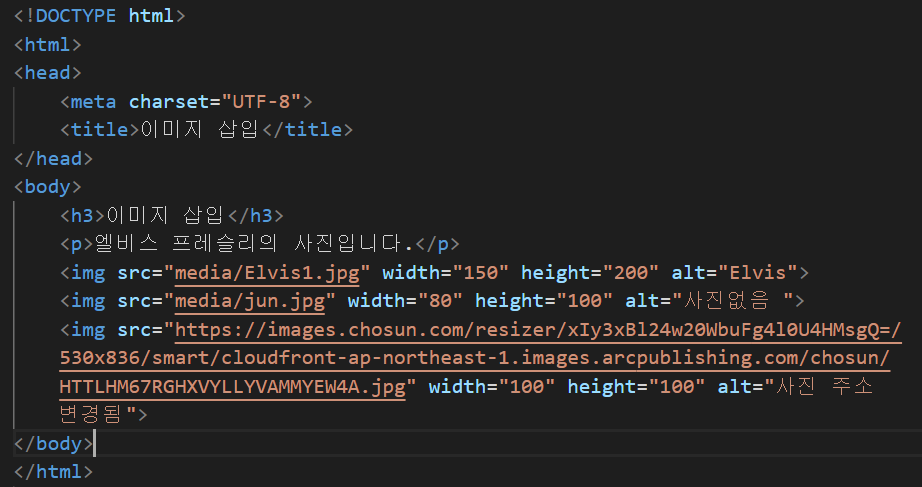 <!DOCTYPE html>
<html>
<head>
<meta charset="UTF-8">
<title>이미지 삽입</title>
</head>
<body>
<h3>이미지 삽입</h3>
<p>엘비스 프레슬리의 사진입니다.</p>
<img src="media/Elvis1.jpg" width="150" height="200" alt="Elvis">
<img src="media/jun.jpg" width="80" height="100" alt="사진없음 ">
<img src="https://images.chosun.com/resizer/xIy3xBl24w20WbuFg4l0U4HMsgQ=/
530x836/smart/cloudfront-ap-northeast-1.images.arcpublishing.com/chosun/
HTTLHM67RGHXVYLLYVAMMYEW4A.jpg" width="100" height="100" alt="사진 주소
변경됨">
</body>
</html>